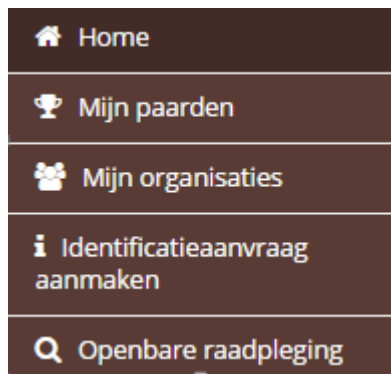 Home
Mijn paarden
Mijn organisaties
Identificatieaanvraag
aanmaken
Openbare raadpleging